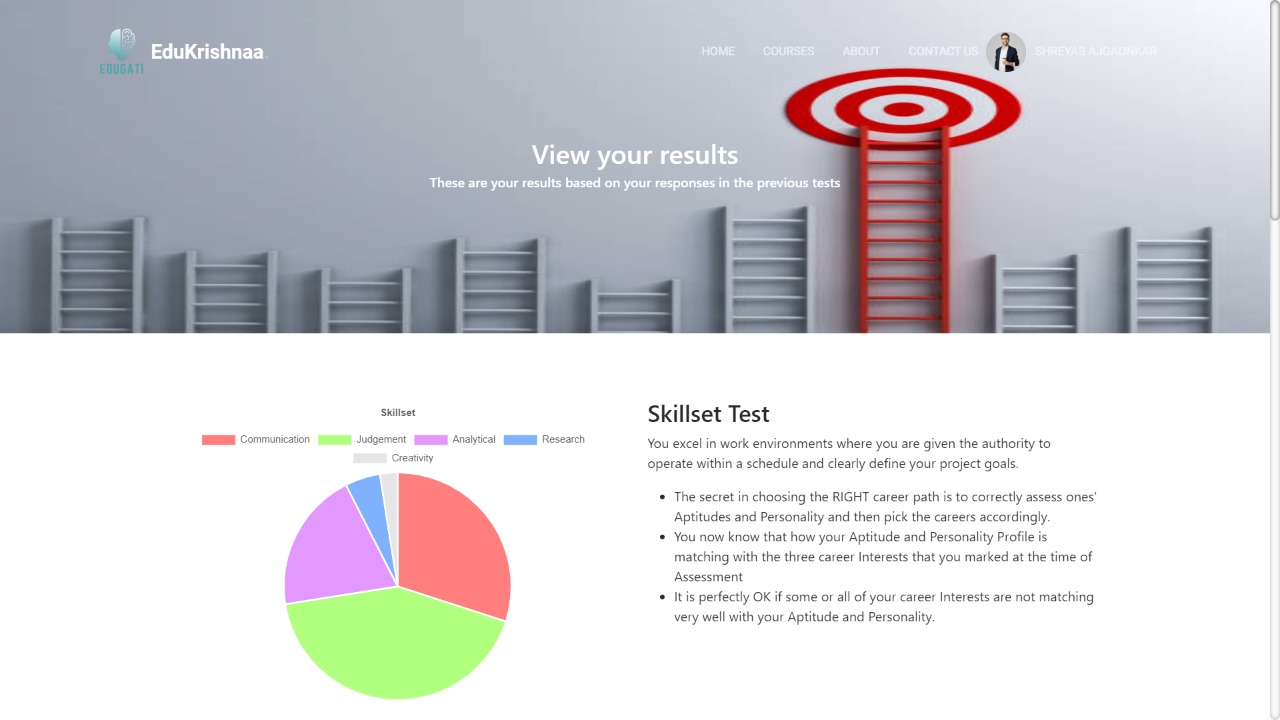 EDUGATI
EduKrishnaa.
HOME COURSES ABOUT CONTACT US SHREYAS AJGAONKAR
View your results
These are your results based on your responses in the previous tests
Skillset
Communication Judgement Analytical Research
Creativity
Skillset Test
You excel in work environments where you are given the authority to
operate within a schedule and clearly define your project goals.
• The secret in choosing the RIGHT career path is to correctly assess ones'
Aptitudes and Personality and then pick the careers accordingly.
• You now know that how your Aptitude and Personality Profile is
matching with the three career Interests that you marked at the time of
Assessment
• It is perfectly OK if some or all of your career Interests are not matching
very well with your Aptitude and Personality.